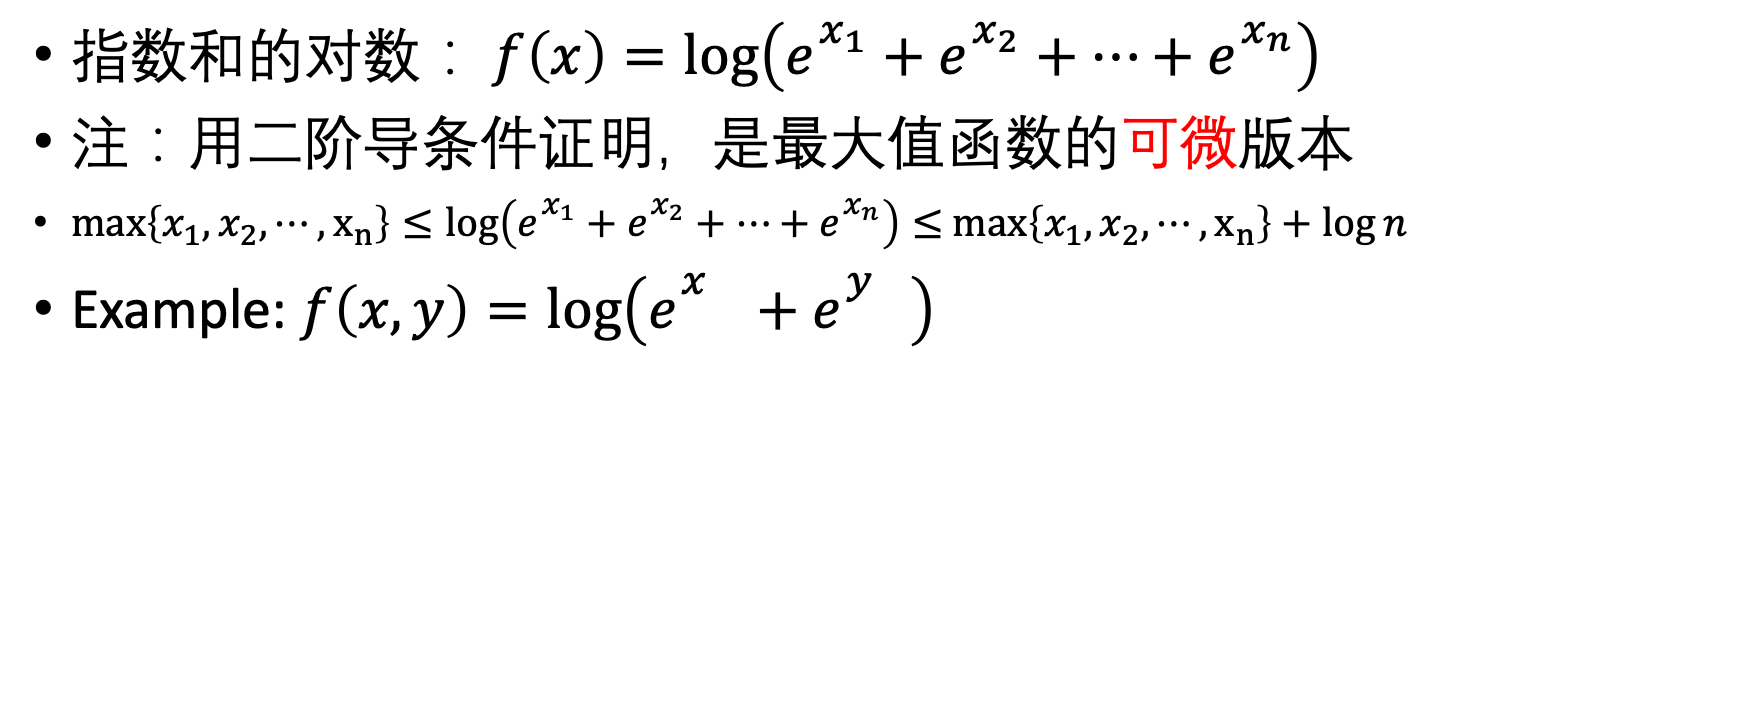 • 指数和的对数：f(x) = log(e^{x_1} + e^{x_2} + ⋯ + e^{x_n})
• 注：用二阶导条件证明，是最大值函数的可微版本
• max{x_1, x_2, ⋯, x_n} ≤ log(e^{x_1} + e^{x_2} + ⋯ + e^{x_n}) ≤ max{x_1, x_2, ⋯, x_n} + log n
• Example: f(x, y) = log(e^x + e^y)